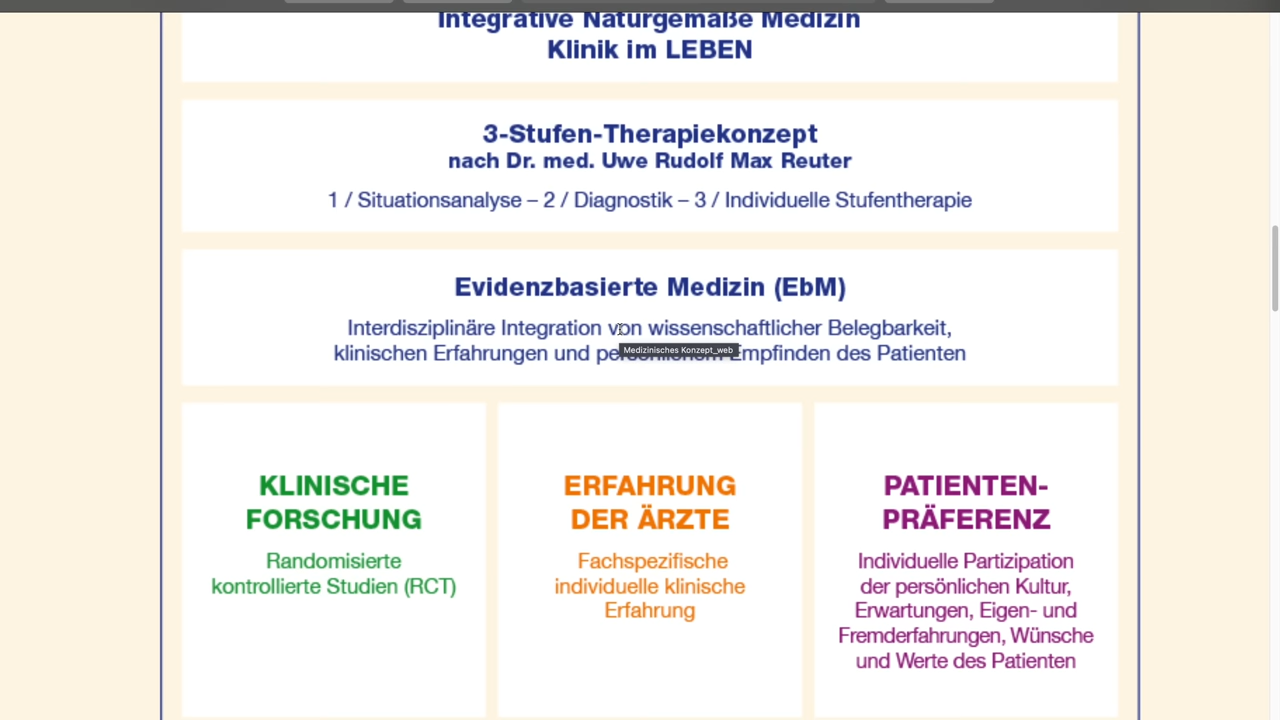 Integrative Naturgemäße Medizin
Klinik im LEBEN
3-Stufen-Therapiekonzept
nach Dr. med. Uwe Rudolf Max Reuter
1 / Situationsanalyse – 2 / Diagnostik – 3 / Individuelle Stufentherapie
Evidenzbasierte Medizin (EbM)
Interdisziplinäre Integration von wissenschaftlicher Belegbarkeit,
klinischen Erfahrungen und Empfinden des Patienten
Medizinisches Konzept_web
KLINISCHE
FORSCHUNG
Randomisierte
kontrollierte Studien (RCT)
ERFAHRUNG
DER ÄRZTE
Fachspezifische
individuelle klinische
Erfahrung
PATIENTEN-
PRÄFERENZ
Individuelle Partizipation
der persönlichen Kultur,
Erwartungen, Eigen- und
Fremderfahrungen, Wünsche
und Werte des Patienten